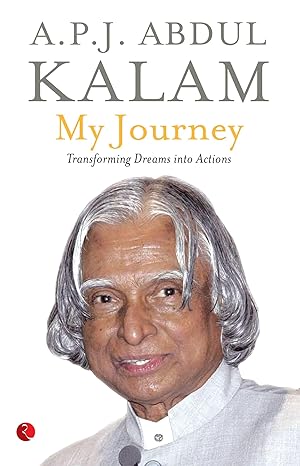 A.P.J. ABDUL
KALAM
My Journey
Transforming Dreams into Actions